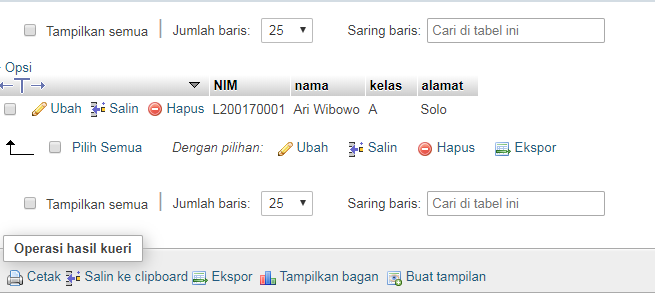 Tampilkan semua Jumlah baris: 25 Saring baris: Cari di tabel ini
Opsi
NIM nama kelas alamat
Ubah Salin Hapus L200170001 Ari Wibowo A Solo
Pilih Semua Dengan pilihan: Ubah Salin Hapus Ekspor
Tampilkan semua Jumlah baris: 25 Saring baris: Cari di tabel ini
Operasi hasil kueri
Cetak Salin ke clipboard Ekspor Tampilkan bagan Buat tampilan